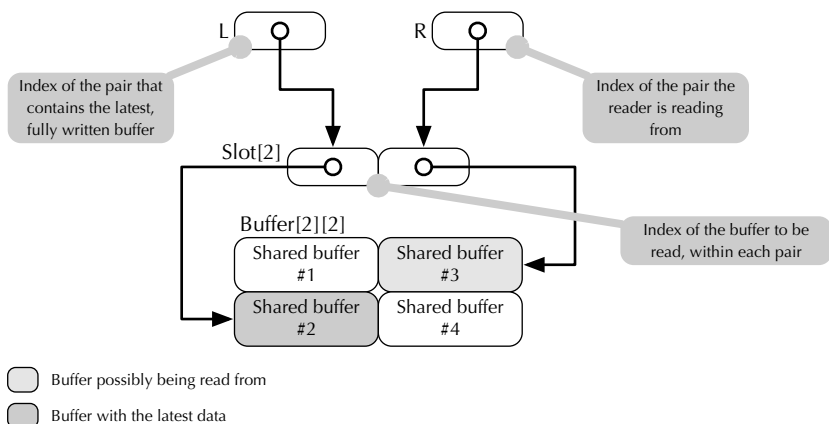 L
R
Index of the pair that
contains the latest,
fully written buffer
Index of the pair the
reader is reading
from
Slot[2]
Index of the buffer to be
read, within each pair
Buffer[2][2]
Shared buffer
#1
Shared buffer
#3
Shared buffer
#2
Shared buffer
#4
Buffer possibly being read from
Buffer with the latest data